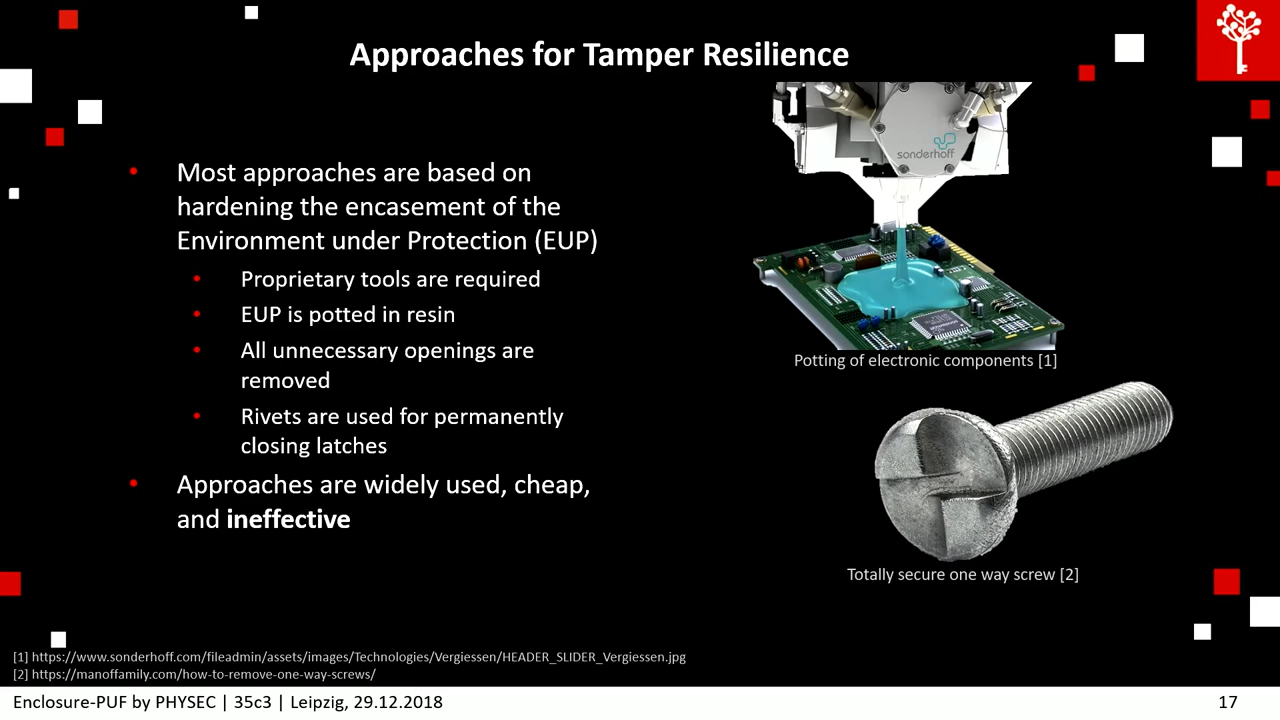 Approaches for Tamper Resilience
• Most approaches are based on
hardening the encasement of the
Environment under Protection (EUP)
• Proprietary tools are required
• EUP is potted in resin
• All unnecessary openings are
removed
• Rivets are used for permanently
closing latches
• Approaches are widely used, cheap,
and ineffective
sonderhoff
Potting of electronic components [1]
Totally secure one way screw [2]
[1] https://www.sonderhoff.com/fileadmin/assets/images/Technologies/Vergiessen/HEADER_SLIDER_Vergiessen.jpg
[2] https://manoffamily.com/how-to-remove-one-way-screws/
Enclosure-PUF by PHYSEC | 35c3 | Leipzig, 29.12.2018
17